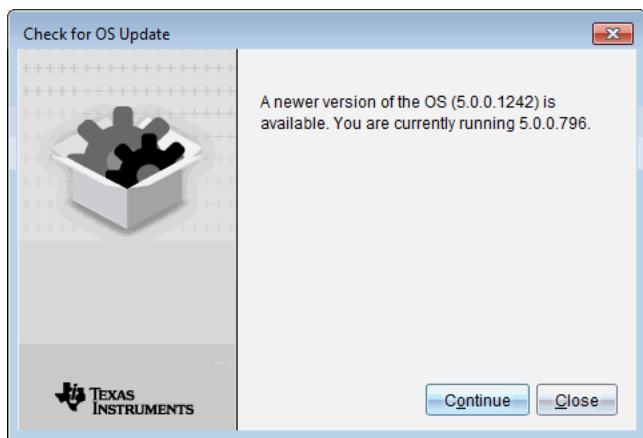 Check for OS Update
A newer version of the OS (5.0.0.1242) is
available. You are currently running 5.0.0.796.
TEXAS
INSTRUMENTS
Continue
Close